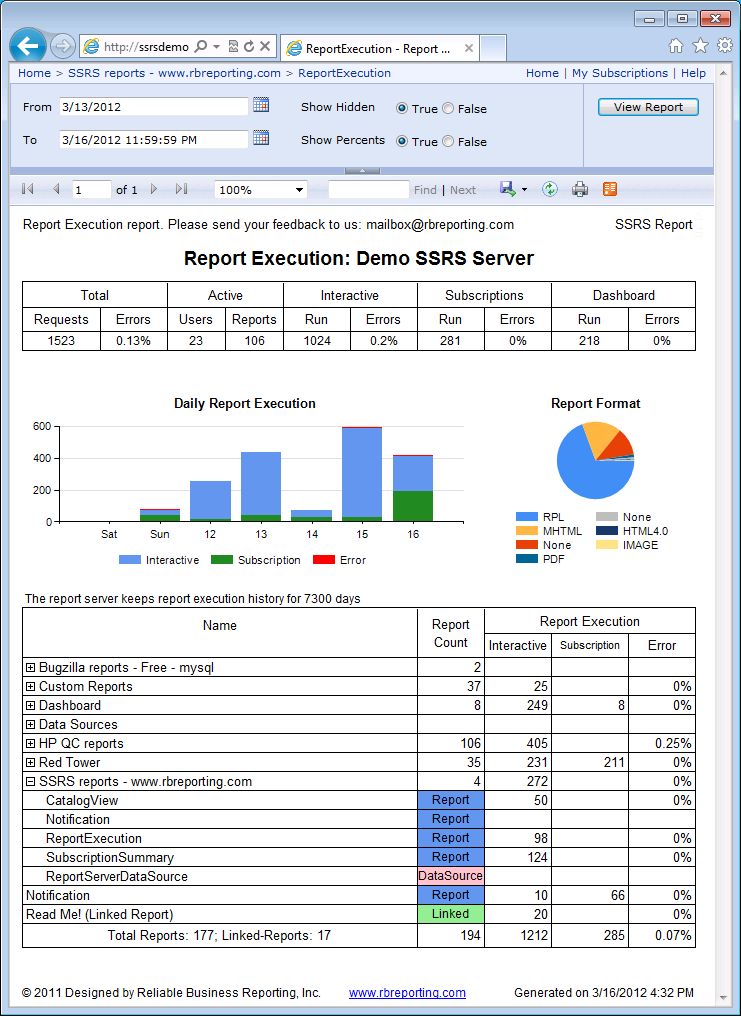 http://ssrsdemo
ReportExecution - Report ...
Home > SSRS reports - www.rbreporting.com > ReportExecution
Home | My Subscriptions | Help
From 3/13/2012 Show Hidden True False View Report
To 3/16/2012 11:59:59 PM Show Percents True False
1 of 1 100% Find | Next
Report Execution report. Please send your feedback to us: mailbox@rbreporting.com SSRS Report
Report Execution: Demo SSRS Server
Total Active Interactive Subscriptions Dashboard
Requests Errors Users Reports Run Errors Run Errors Run Errors
1523 0.13% 23 106 1024 0.2% 281 0% 218 0%
Daily Report Execution Report Format
600
400
200
0
Sat Sun 12 13 14 15 16
Interactive Subscription Error
RPL None
MHTML HTML4.0
None IMAGE
PDF
The report server keeps report execution history for 7300 days
Name Report Count Report Execution
Interactive Subscription Error
Bugzilla reports - Free - mysql 2
Custom Reports 37 25 0%
Dashboard 8 249 8 0%
Data Sources
HP QC reports 106 405 0.25%
Red Tower 35 231 211 0%
SSRS reports - www.rbreporting.com 4 272 0%
CatalogView Report 50 0%
Notification Report
ReportExecution Report 98 0%
SubscriptionSummary Report 124 0%
ReportServerDataSource DataSource
Notification Report 10 66 0%
Read Me! (Linked Report) Linked 20 0%
Total Reports: 177; Linked-Reports: 17 194 1212 285 0.07%
© 2011 Designed by Reliable Business Reporting, Inc. www.rbreporting.com Generated on 3/16/2012 4:32 PM